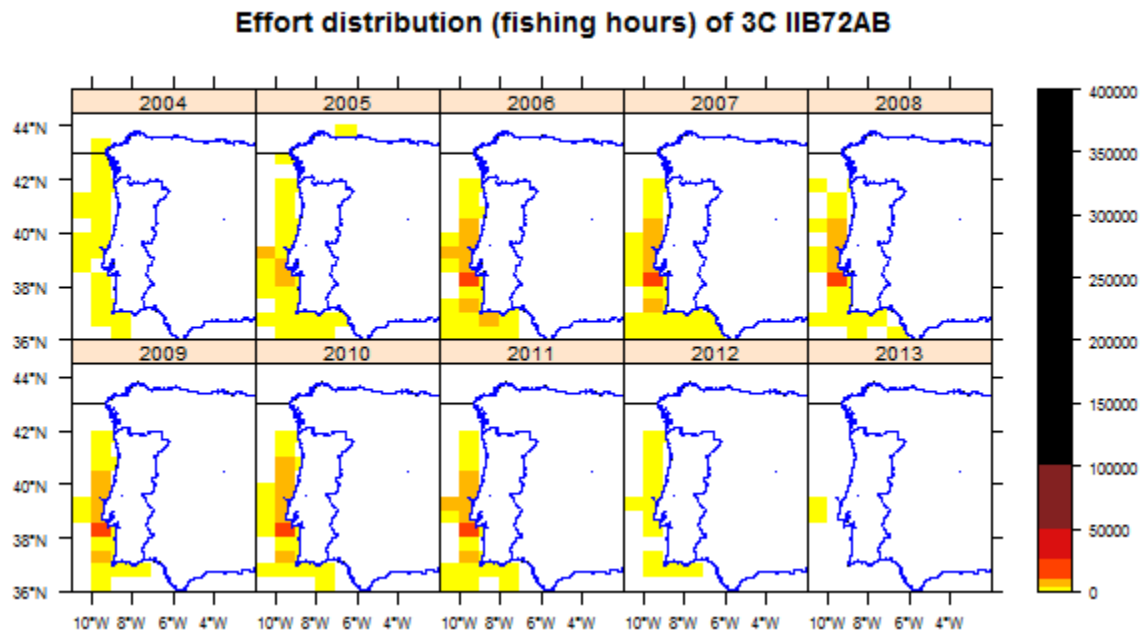 Effort distribution (fishing hours) of 3C IIB72AB
2004 2005 2006 2007 2008
44°N
42°N
40°N
38°N
36°N
2009 2010 2011 2012 2013
44°N
42°N
40°N
38°N
36°N
10°W 8°W 6°W 4°W 10°W 8°W 6°W 4°W 10°W 8°W 6°W 4°W 10°W 8°W 6°W 4°W 10°W 8°W 6°W 4°W
400000
350000
300000
250000
200000
150000
100000
50000
0